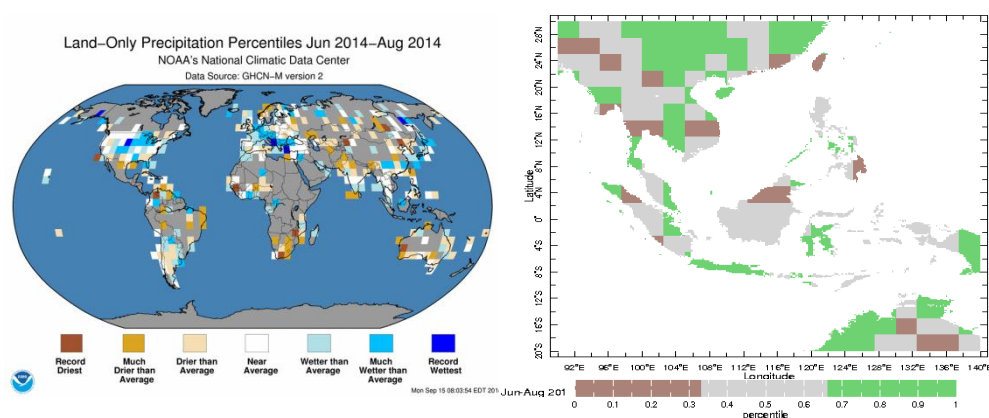 Land-Only Precipitation Percentiles Jun 2014-Aug 2014
NOAA's National Climatic Data Center
Data Source: GHCN-M version 2
Record Driest
Much Drier than Average
Drier than Average
Near Average
Wetter than Average
Much Wetter than Average
Record Wettest
Mon Sep 15 08:03:54 EDT 201
28°N
24°N
20°N
16°N
12°N
8°N
4°N
0°
4°S
8°S
12°S
16°S
20°S
Latitude
92°E 96°E 100°E 104°E 108°E 112°E 116°E 120°E 124°E 128°E 132°E 136°E 140°E
Longitude
Jun-Aug 201
0 0.1 0.2 0.3 0.4 0.5 0.6 0.7 0.8 0.9 1
percentile